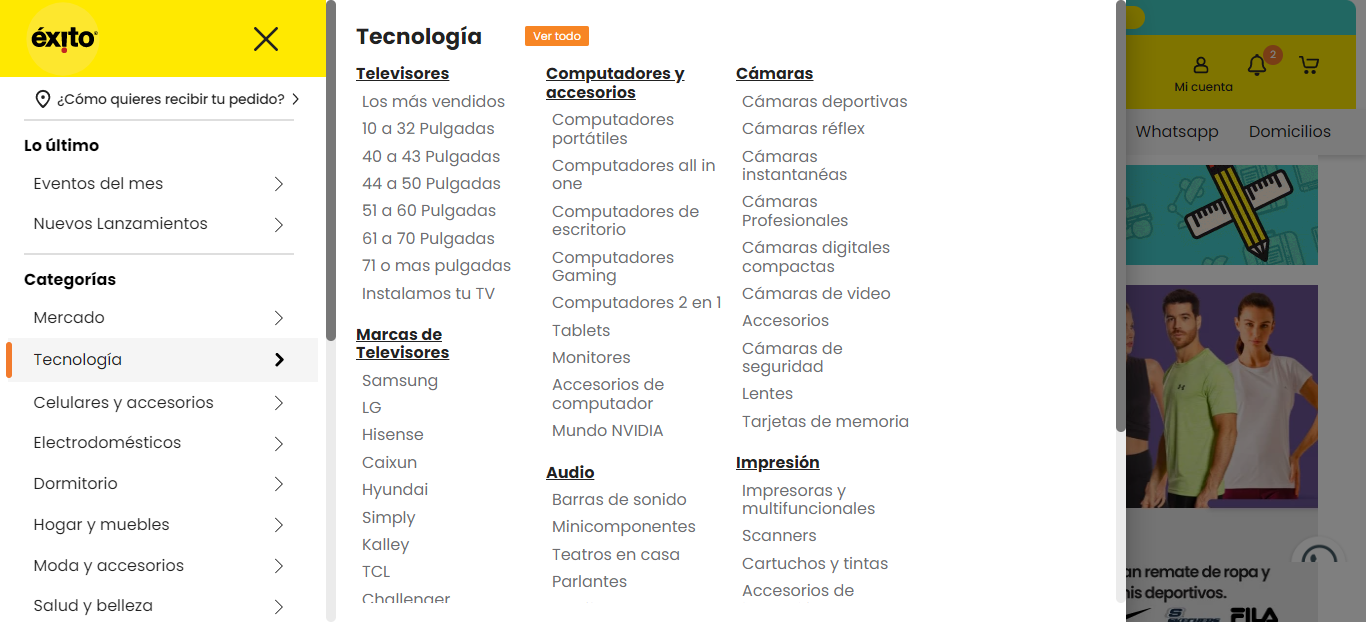 éxito
¿Cómo quieres recibir tu pedido?
Lo último
Eventos del mes
Nuevos Lanzamientos
Categorías
Mercado
Tecnología
Celulares y accesorios
Electrodomésticos
Dormitorio
Hogar y muebles
Moda y accesorios
Salud y belleza
Tecnología
Ver todo
Televisores
Los más vendidos
10 a 32 Pulgadas
40 a 43 Pulgadas
44 a 50 Pulgadas
51 a 60 Pulgadas
61 a 70 Pulgadas
71 o mas pulgadas
Instalamos tu TV
Marcas de
Televisores
Samsung
LG
Hisense
Caixun
Hyundai
Simply
Kalley
TCL
Challenger
Computadores y
accesorios
Computadores
portátiles
Computadores all in
one
Computadores de
escritorio
Computadores
Gaming
Computadores 2 en 1
Tablets
Monitores
Accesorios de
computador
Mundo NVIDIA
Audio
Barras de sonido
Minicomponentes
Teatros en casa
Parlantes
Cámaras
Cámaras deportivas
Cámaras réflex
Cámaras
instantanéas
Cámaras
Profesionales
Cámaras digitales
compactas
Cámaras de video
Accesorios
Cámaras de
seguridad
Lentes
Tarjetas de memoria
Impresión
Impresoras y
multifuncionales
Scanners
Cartuchos y tintas
Accesorios de
2
Mi cuenta
Whatsapp
Domicilios
an remate de ropa y
nis deportivos.
SKECHERS
FILA